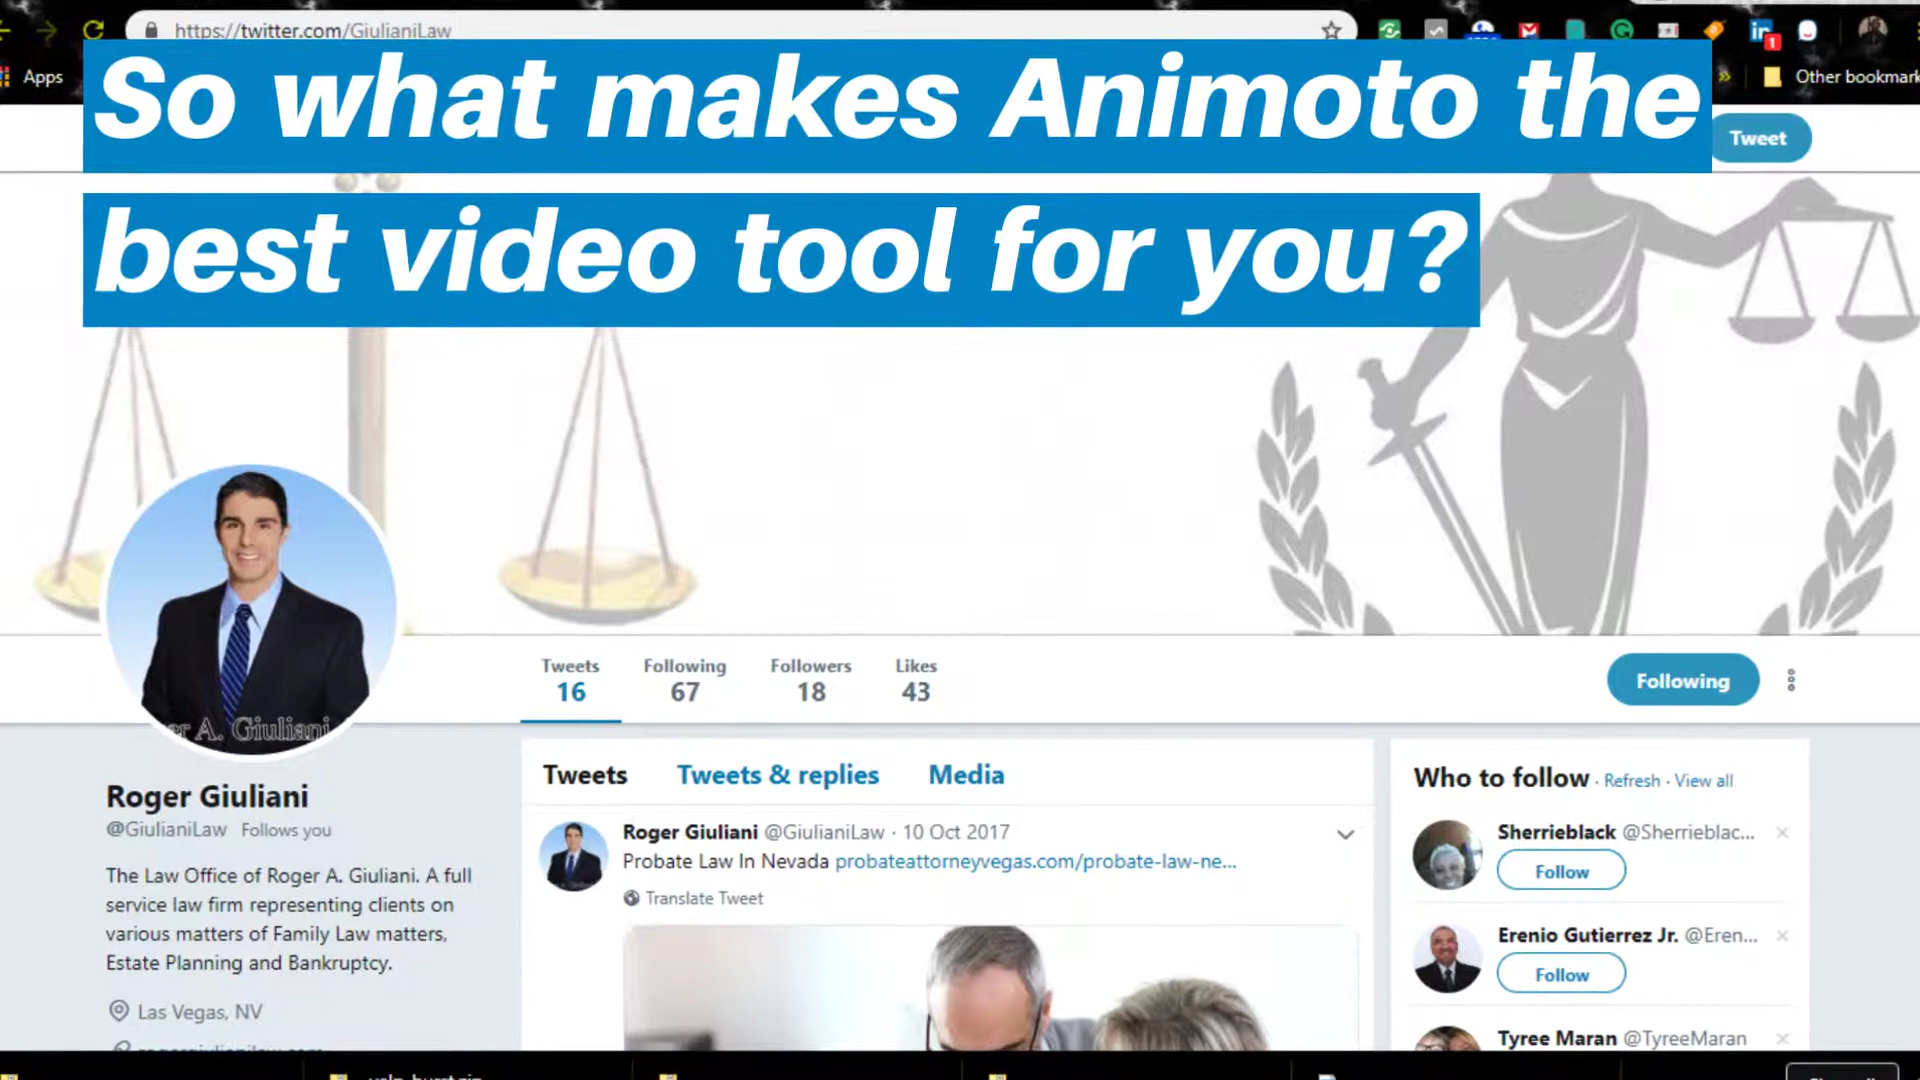 https://twitter.com/GiulianiLaw
Apps
Other bookmark
So what makes Animoto the
best video tool for you?
Tweet
1
er A. Giuliani
Tweets
16
Following
67
Followers
18
Likes
43
Following
Roger Giuliani
@GiulianiLaw Follows you
The Law Office of Roger A. Giuliani. A full
service law firm representing clients on
various matters of Family Law matters,
Estate Planning and Bankruptcy.
Las Vegas, NV
Tweets Tweets & replies Media
Roger Giuliani @GiulianiLaw · 10 Oct 2017
Probate Law In Nevada probateattorneyvegas.com/probate-law-ne...
Translate Tweet
Who to follow · Refresh · View all
Sherrieblack @Sherrieblac...
Follow
Erenio Gutierrez Jr. @Eren...
Follow
Tyree Maran @TyreeMaran